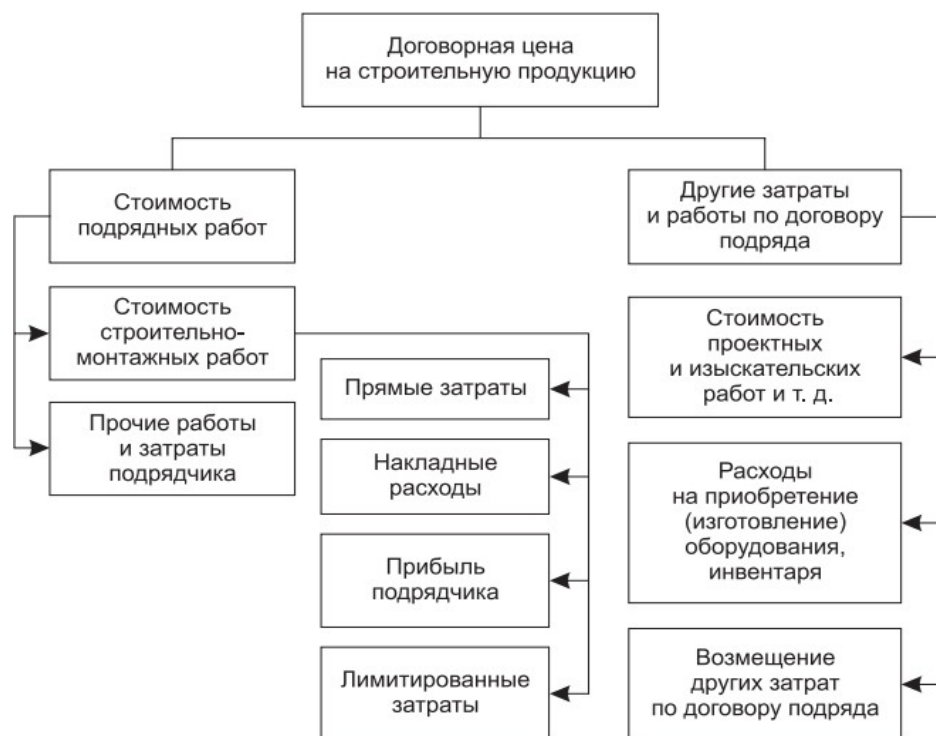 Договорная цена
на строительную продукцию
Стоимость
подрядных работ
Другие затраты
и работы по договору
подряда
Стоимость
строительно-
монтажных работ
Прочие работы
и затраты
подрядчика
Прямые затраты
Накладные
расходы
Прибыль
подрядчика
Лимитированные
затраты
Стоимость
проектных
и изыскательских
работ и т. д.
Расходы
на приобретение
(изготовление)
оборудования,
инвентаря
Возмещение
других затрат
по договору подряда